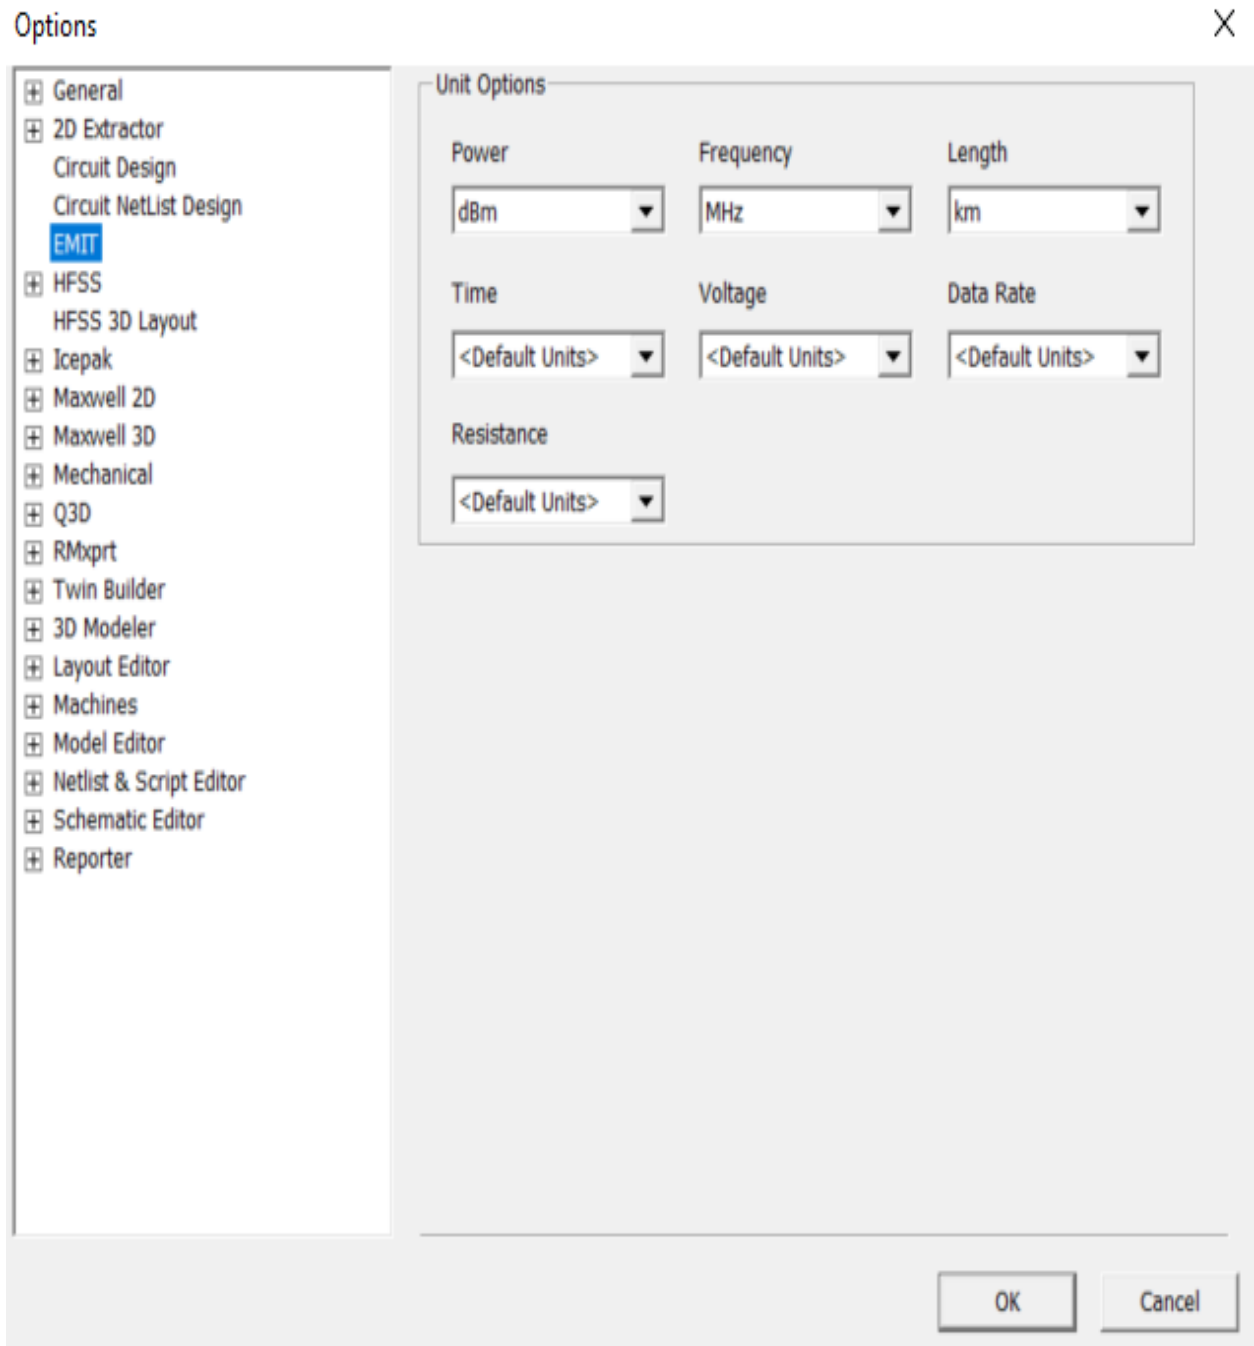 Options
General
2D Extractor
Circuit Design
Circuit NetList Design
EMIT
HFSS
HFSS 3D Layout
Icepak
Maxwell 2D
Maxwell 3D
Mechanical
Q3D
RMxprt
Twin Builder
3D Modeler
Layout Editor
Machines
Model Editor
Netlist & Script Editor
Schematic Editor
Reporter
Unit Options
Power Frequency Length
dBm MHz km
Time Voltage Data Rate
<Default Units> <Default Units> <Default Units>
Resistance
<Default Units>
OK Cancel